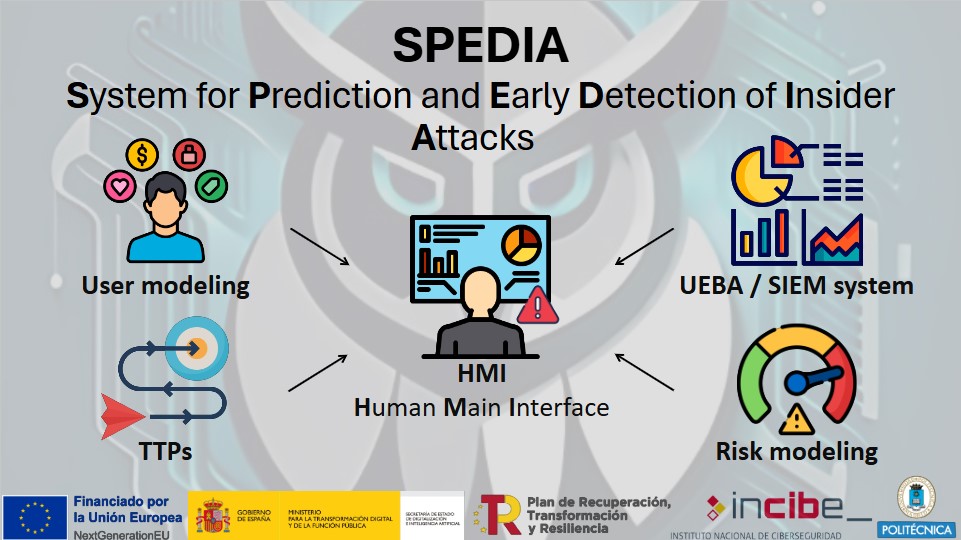 SPEDIA
System for Prediction and Early Detection of Insider
Attacks
$
User modeling
UEBA / SIEM system
HMI
Human Main Interface
TTPs
Risk modeling
Financiado por
la Unión Europea
NextGenerationEU
GOBIERNO
DE ESPAÑA
MINISTERIO
PARA LA TRANSFORMACIÓN DIGITAL
Y DE LA FUNCIÓN PÚBLICA
SECRETARÍA DE ESTADO
DE DIGITALIZACIÓN
E INTELIGENCIA ARTIFICIAL
TR
Plan de Recuperación,
Transformación
y Resiliencia
incibe_
INSTITUTO NACIONAL DE CIBERSEGURIDAD
POLITÉCNICA